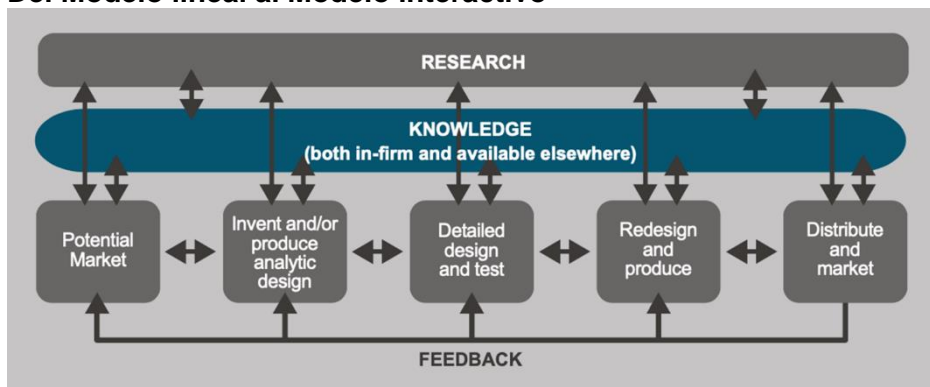 Del Modelo lineal al Modelo Interactivo
RESEARCH
KNOWLEDGE
(both in-firm and available elsewhere)
Potential
Market
Invent and/or
produce
analytic
design
Detailed
design
and test
Redesign
and
produce
Distribute
and
market
FEEDBACK